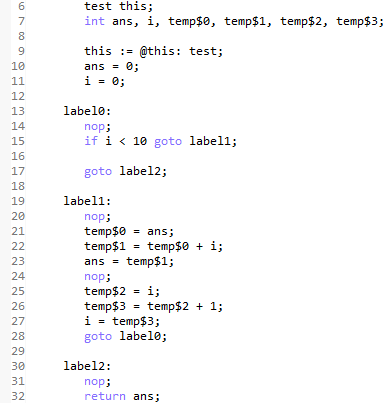 6 test this;
7 int ans, i, temp$0, temp$1, temp$2, temp$3;
8
9 this := @this: test;
10 ans = 0;
11 i = 0;
12
13 label0:
14 nop;
15 if i < 10 goto label1;
16
17 goto label2;
18
19 label1:
20 nop;
21 temp$0 = ans;
22 temp$1 = temp$0 + i;
23 ans = temp$1;
24 nop;
25 temp$2 = i;
26 temp$3 = temp$2 + 1;
27 i = temp$3;
28 goto label0;
29
30 label2:
31 nop;
32 return ans;